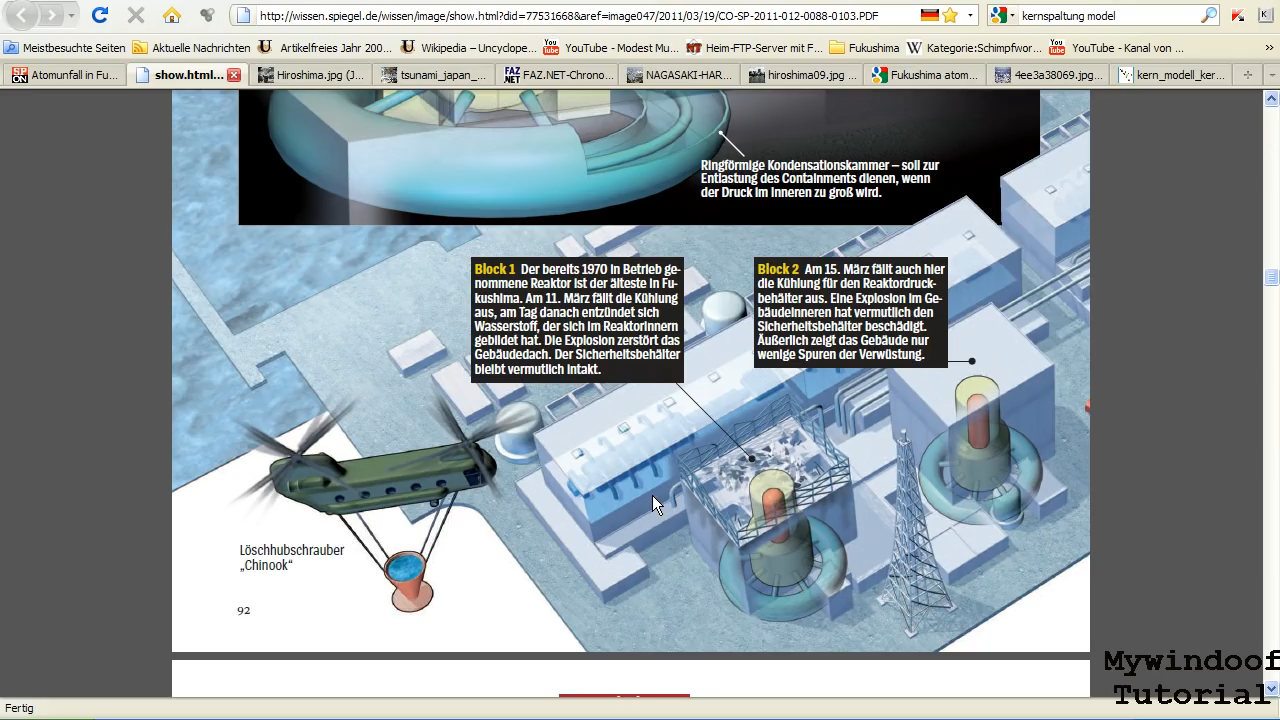 http://wissen.spiegel.de/wissen/image/show.html?did=77531668&aref=image047/2011/03/19/CO-SP-2011-012-0088-0103.PDF
kernspaltung model
Meistbesuchte Seiten
Aktuelle Nachrichten
Artikelfreies Jahr 200...
Kamelopedia – Ungelöpe...
YouTube - Modest Mu...
Heim-FTP-Server mit F...
Fukushima
Kategorie:Schimpfwor...
YouTube - Kanal von ...
Atomunfall in Fu...
show.html...
Hiroshima.jpg (J...
tsunami_japan_...
FAZ.NET-Chrono...
NAGASAKI-HAR...
hiroshima09.jpg ...
Fukushima atom...
4ee3a38069.jpg...
kern_modell_ker...
Ringförmige Kondensationskammer – soll zur
Entlastung des Containments dienen, wenn
der Druck im Inneren zu groß wird.
Block 1 Der bereits 1970 in Betrieb ge-
nommene Reaktor ist der älteste in Fu-
kushima. Am 11. März fällt die Kühlung
aus, am Tag danach entzündet sich
Wasserstoff, der sich im Reaktorinnern
gebildet hat. Die Explosion zerstört das
Gebäudedach. Der Sicherheitsbehälter
bleibt vermutlich intakt.
Block 2 Am 15. März fällt auch hier
die Kühlung für den Reaktordruck-
behälter aus. Eine Explosion im Ge-
bäudeinneren hat vermutlich den
Sicherheitsbehälter beschädigt.
Äußerlich zeigt das Gebäude nur
wenige Spuren der Verwüstung.
Löschhubschrauber
„Chinook“
92
Mywindoof
Tutorial
Fertig